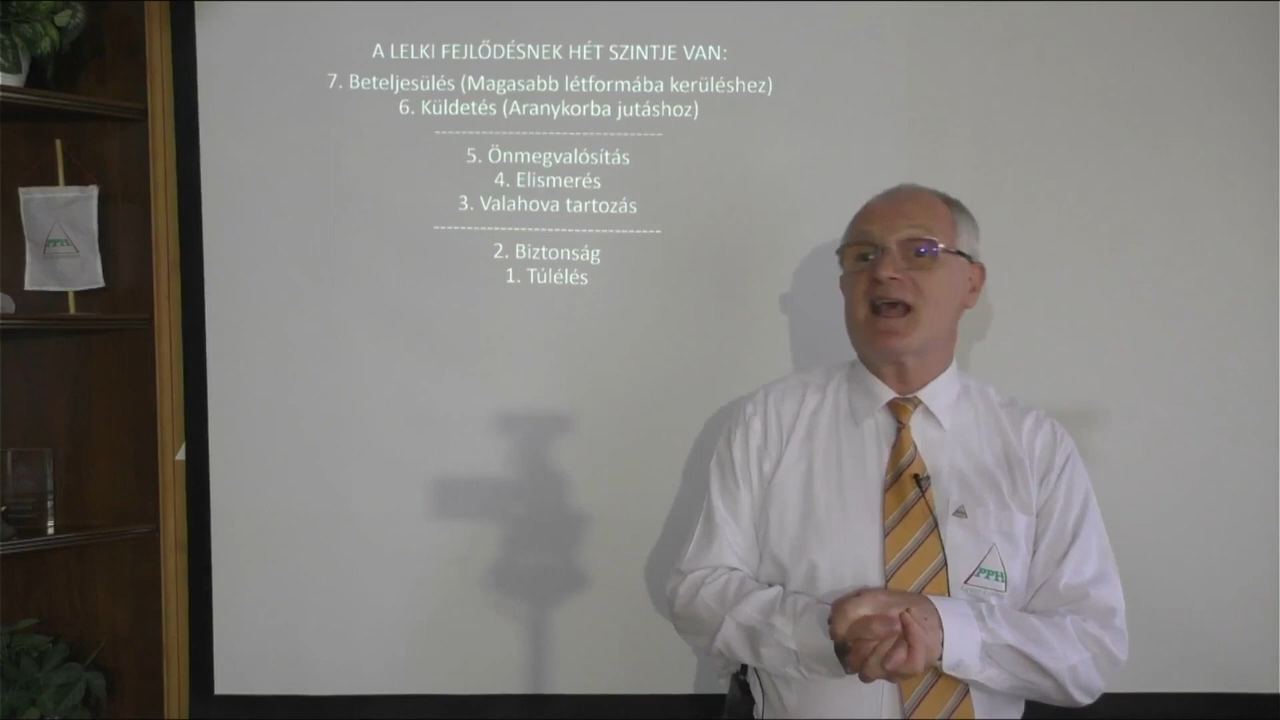 A LELKI FEJLŐDÉSNEK HÉT SZINTJE VAN:
7. Beteljesülés (Magasabb létformába kerüléshez)
6. Küldetés (Aranykorba jutáshoz)
---------------------------------
5. Önmegvalósítás
4. Elismerés
3. Valahova tartozás
---------------------------------
2. Biztonság
1. Túlélés
PPH
PPH